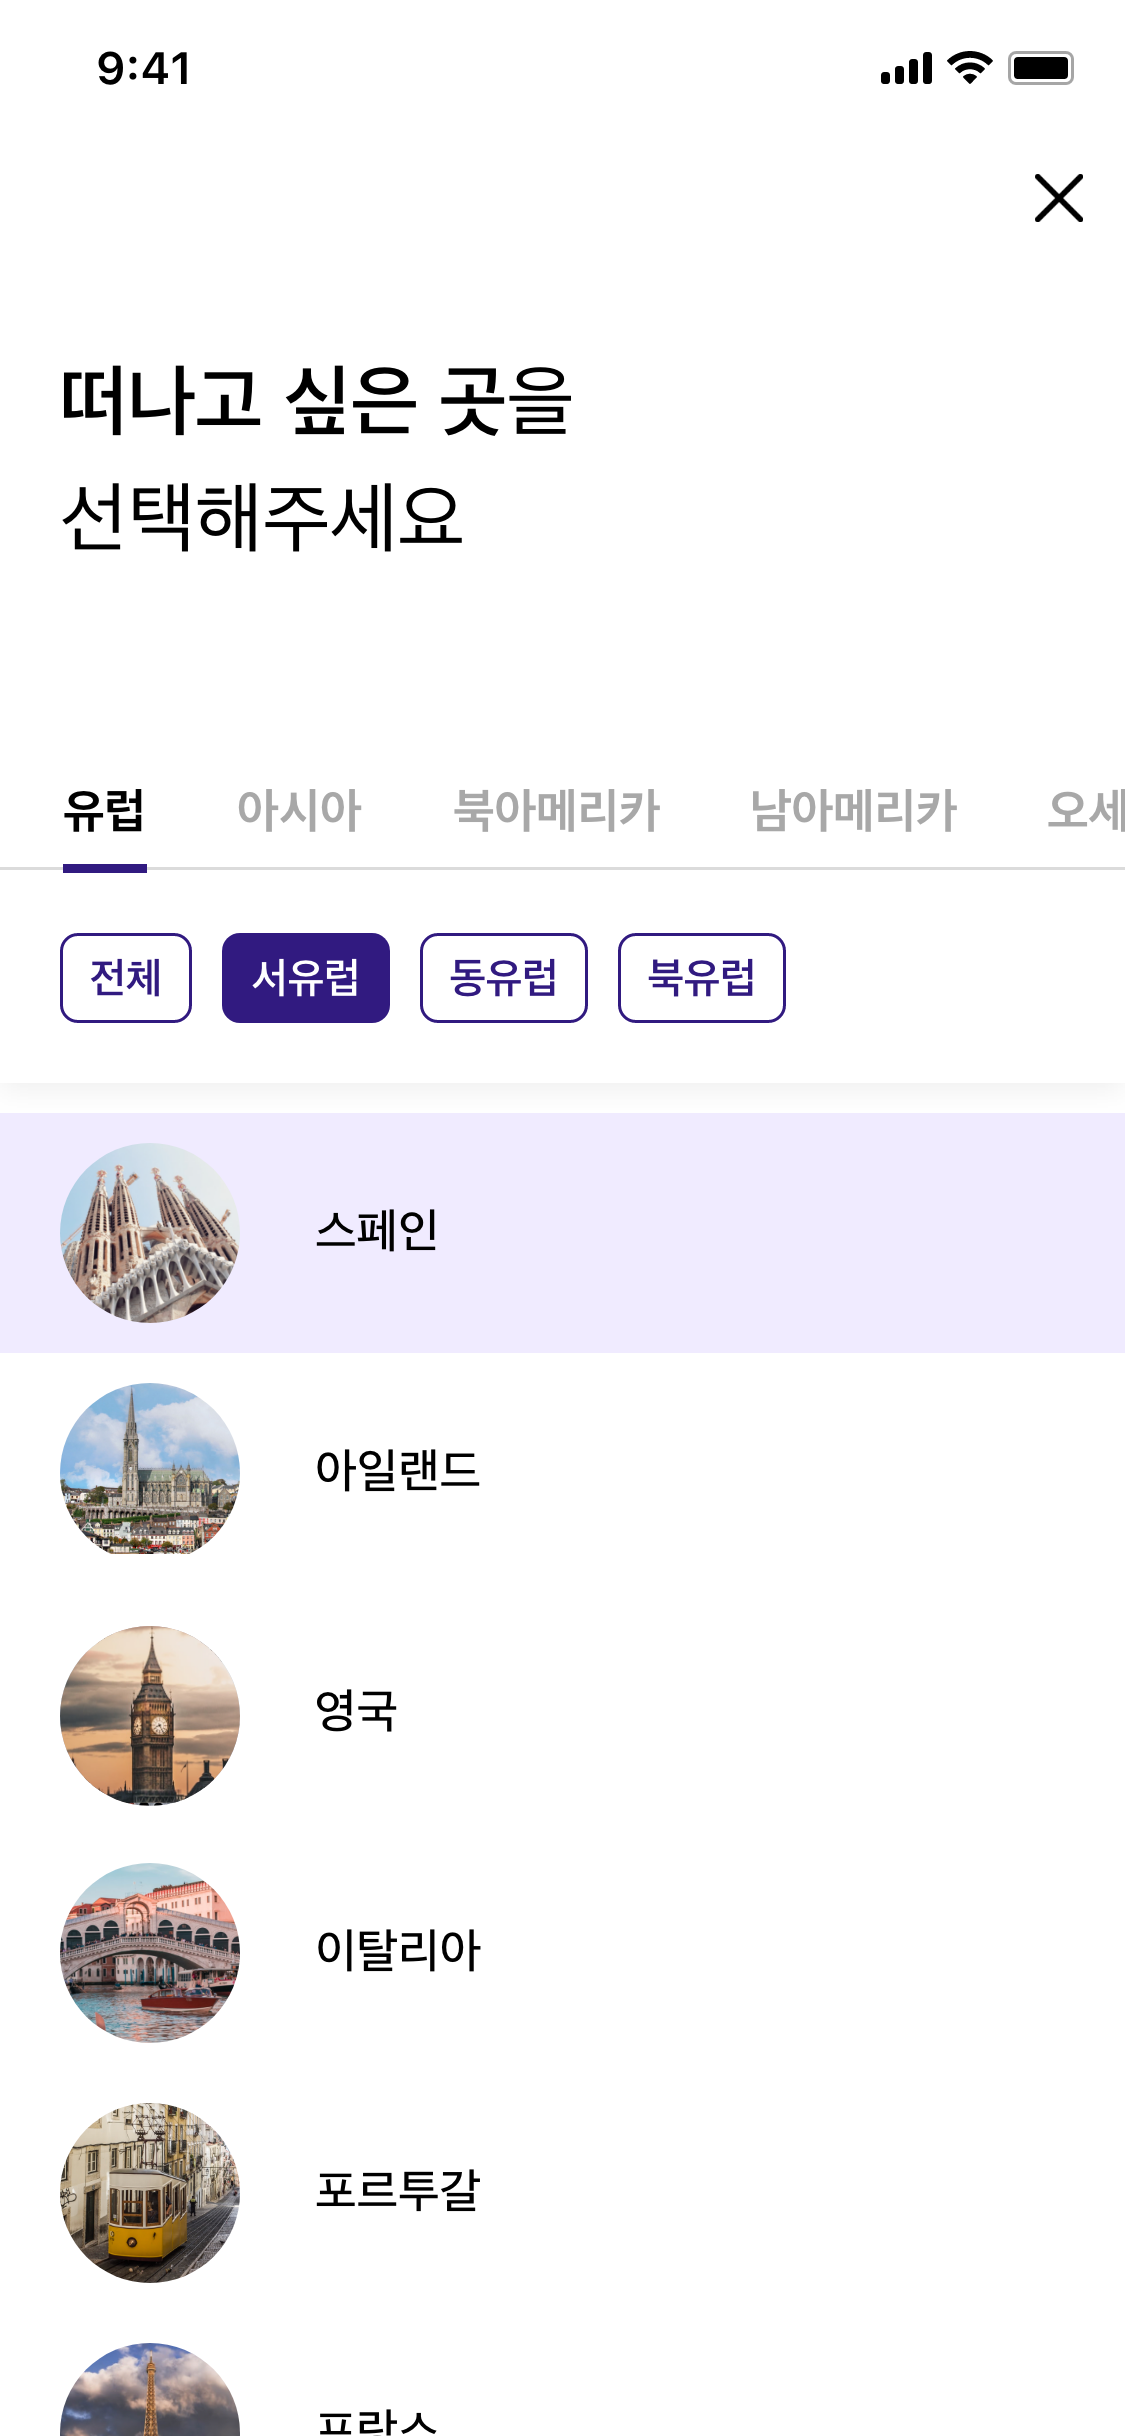 9:41
떠나고 싶은 곳을
선택해주세요
유럽 아시아 북아메리카 남아메리카 오세
전체 서유럽 동유럽 북유럽
스페인
아일랜드
영국
이탈리아
포르투갈
프랑스